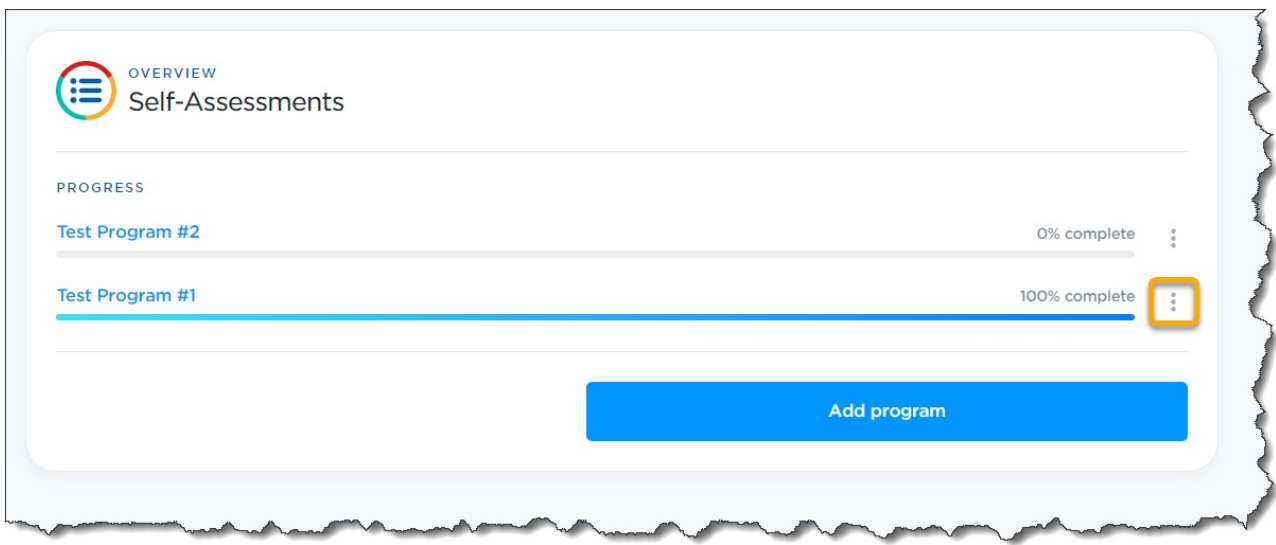 OVERVIEW
Self-Assessments
PROGRESS
Test Program #2
0% complete
Test Program #1
100% complete
Add program